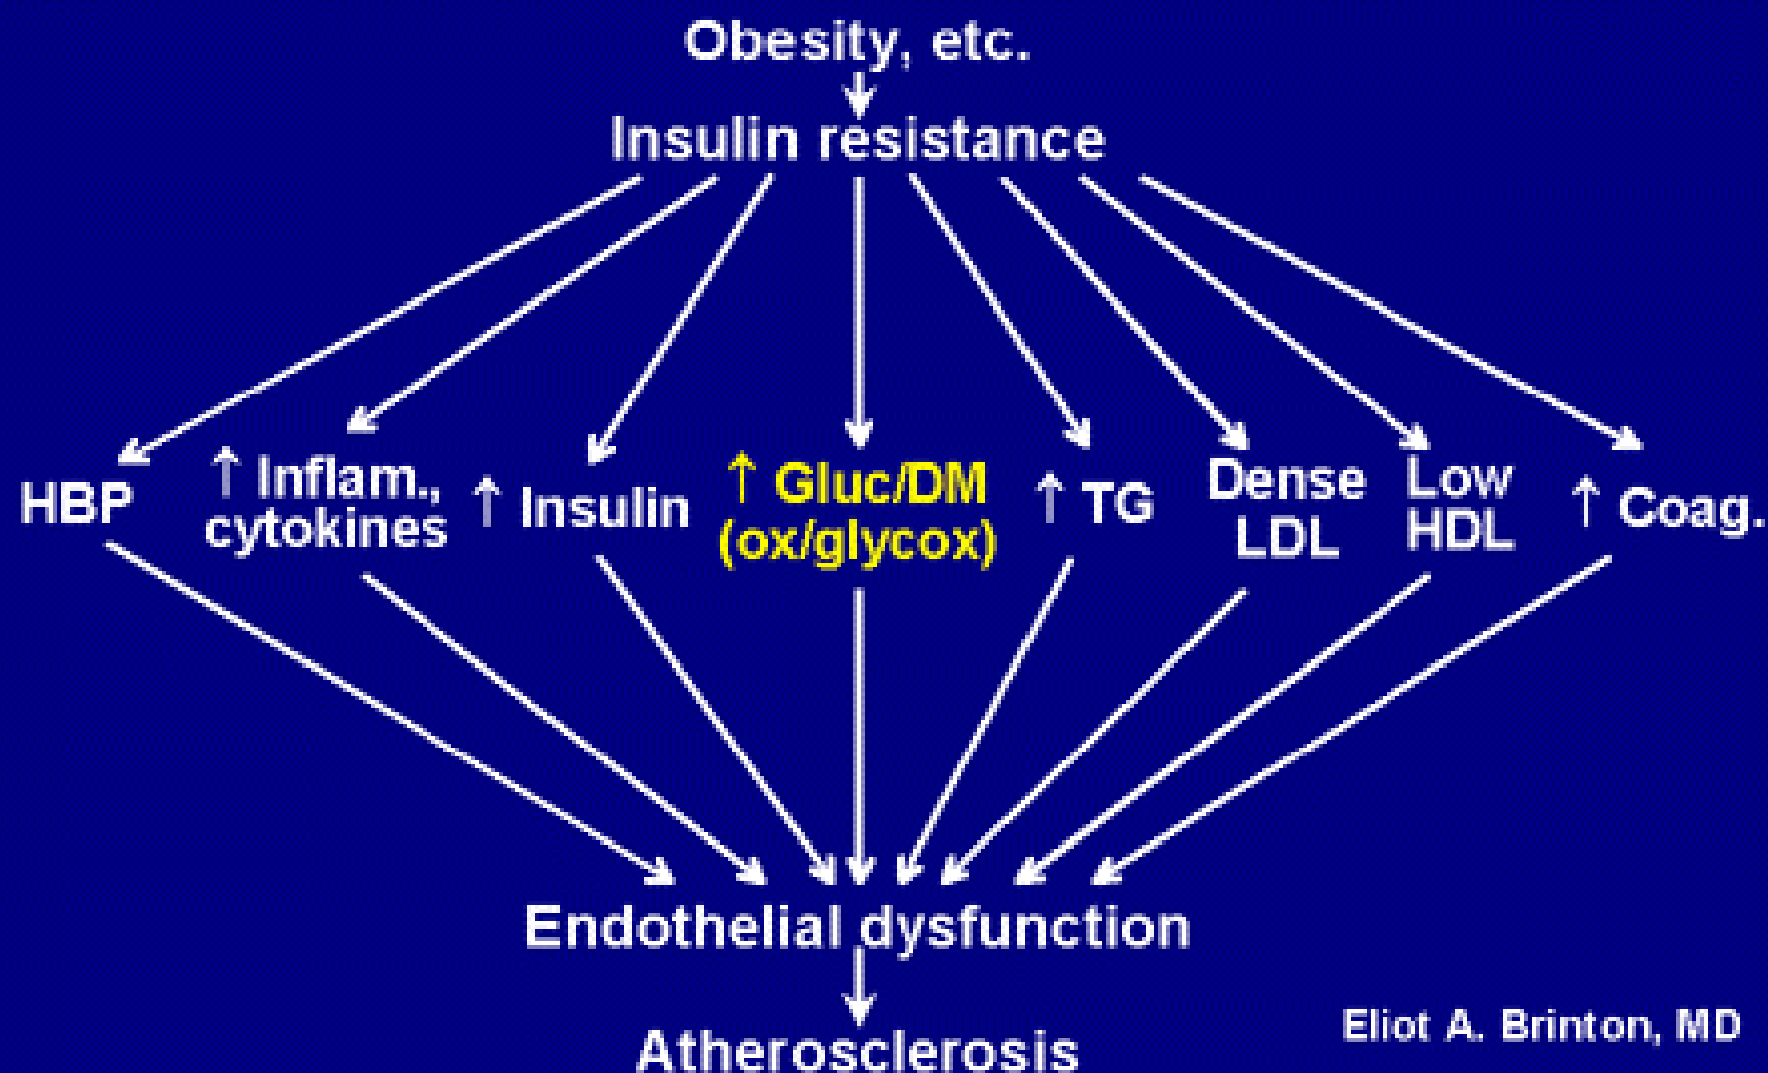 Obesity, etc.
Insulin resistance
HBP
↑ Inflam.,
cytokines
↑ Insulin
↑ Gluc/DM
(ox/glycox)
↑ TG
Dense
LDL
Low
HDL
↑ Coag.
Endothelial dysfunction
Atherosclerosis
Eliot A. Brinton, MD